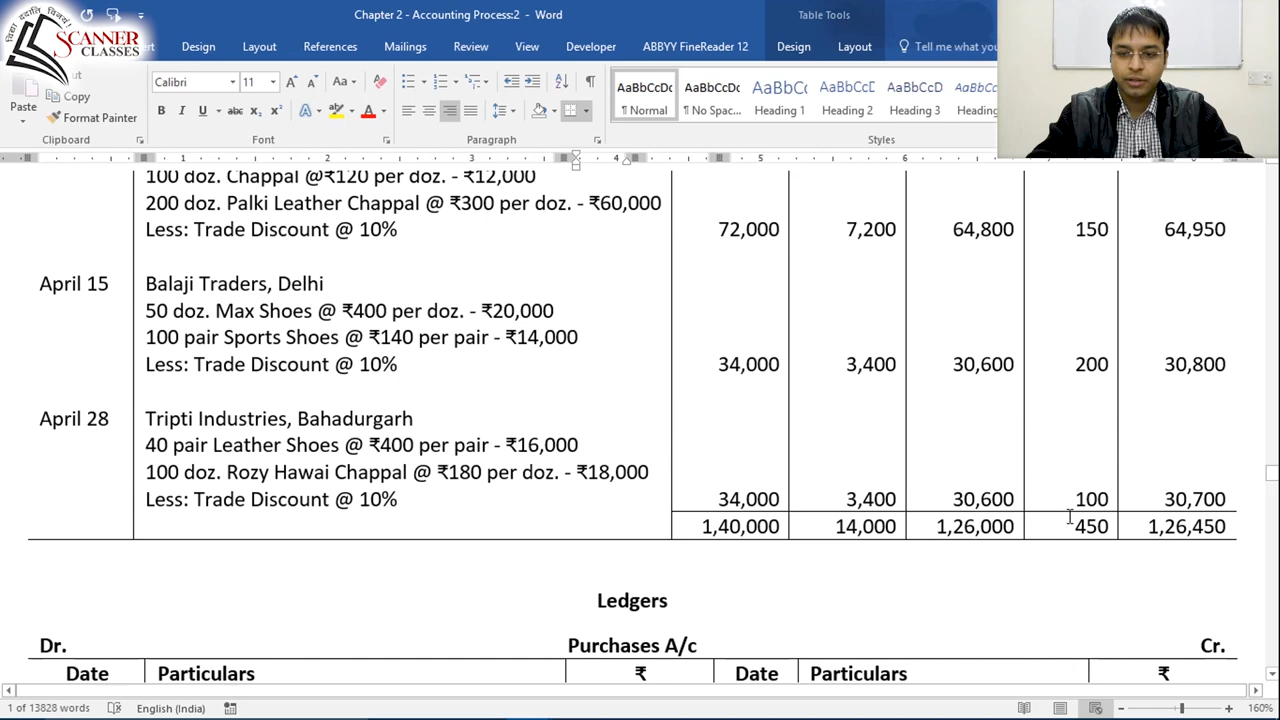 Chapter 2 - Accounting Process:2 - Word
Table Tools
SCANNER
CLASSES
Design Layout References Mailings Review View Developer ABBYY FineReader 12 Design Layout Tell me what you
Paste
Copy
Format Painter
Clipboard
Calibri 11
Font
Paragraph
AaBbCcDc AaBbCcDc AaBbC( AaBbCcC AaBbCcD
¶ Normal ¶ No Spac... Heading 1 Heading 2 Heading 3
Styles
100 doz. Chappal @₹120 per doz. - ₹12,000
200 doz. Palki Leather Chappal @ ₹300 per doz. - ₹60,000
Less: Trade Discount @ 10% 72,000 7,200 64,800 150 64,950
April 15 Balaji Traders, Delhi
50 doz. Max Shoes @ ₹400 per doz. - ₹20,000
100 pair Sports Shoes @ ₹140 per pair - ₹14,000
Less: Trade Discount @ 10% 34,000 3,400 30,600 200 30,800
April 28 Tripti Industries, Bahadurgarh
40 pair Leather Shoes @ ₹400 per pair - ₹16,000
100 doz. Rozy Hawai Chappal @ ₹180 per doz. - ₹18,000
Less: Trade Discount @ 10% 34,000 3,400 30,600 100 30,700
1,40,000 14,000 1,26,000 450 1,26,450
Ledgers
Dr. Purchases A/c Cr.
Date Particulars ₹ Date Particulars ₹
1 of 13828 words English (India) 160%